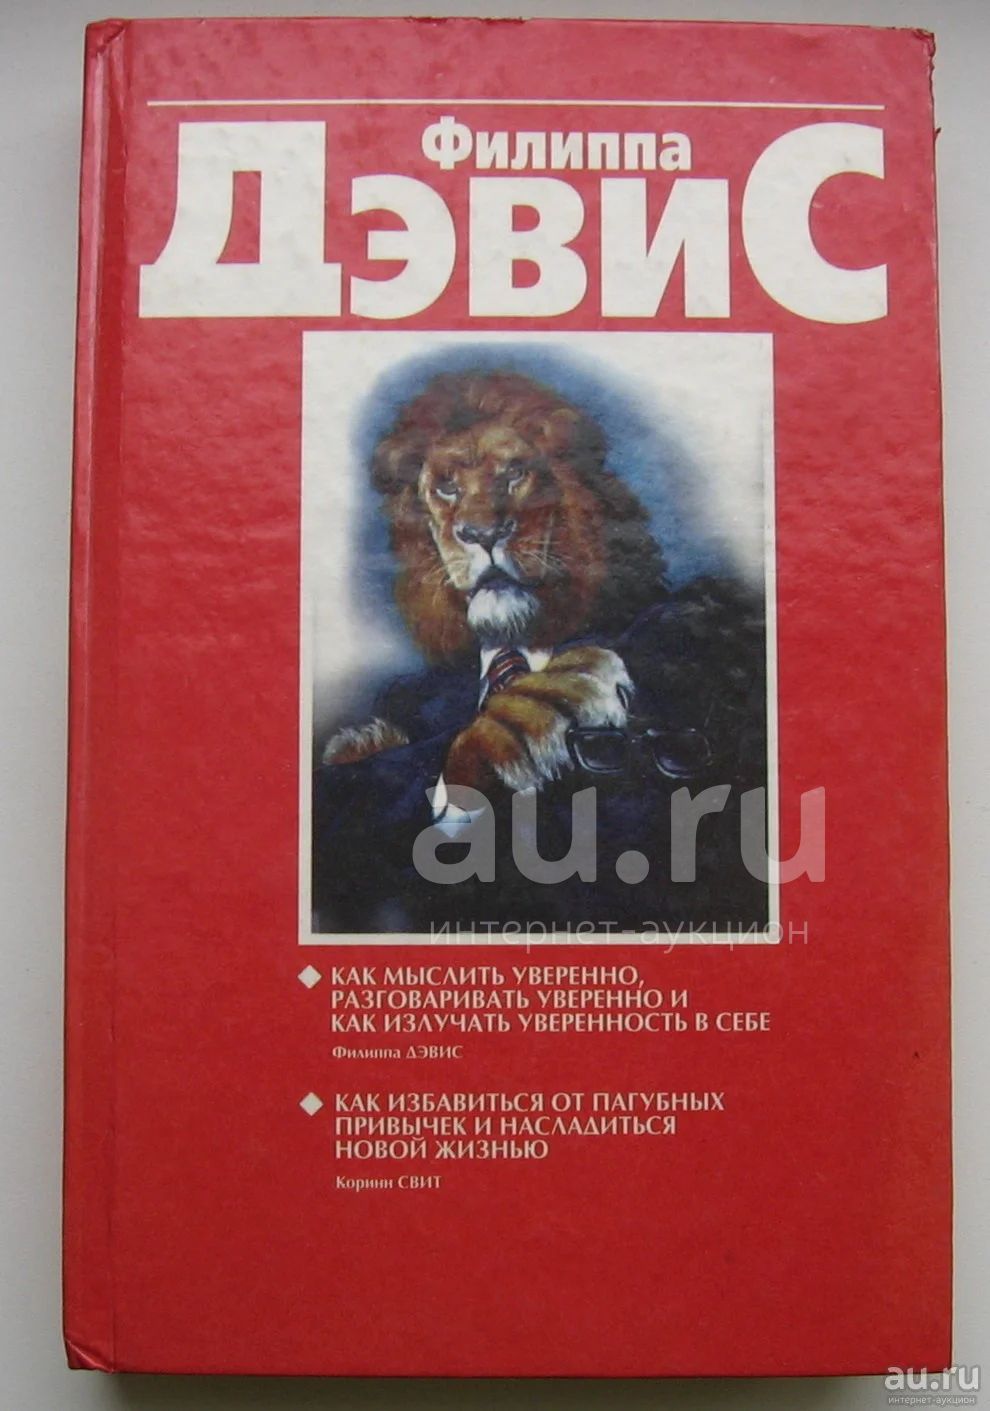 Филиппа
ДЭВИС
au.ru
интернет-аукцион
КАК МЫСЛИТЬ УВЕРЕННО,
РАЗГОВАРИВАТЬ УВЕРЕННО И
КАК ИЗЛУЧАТЬ УВЕРЕННОСТЬ В СЕБЕ
Филиппа ДЭВИС
КАК ИЗБАВИТЬСЯ ОТ ПАГУБНЫХ
ПРИВЫЧЕК И НАСЛАДИТЬСЯ
НОВОЙ ЖИЗНЬЮ
Коринн СВИТ
au.ru
интернет-аукцион